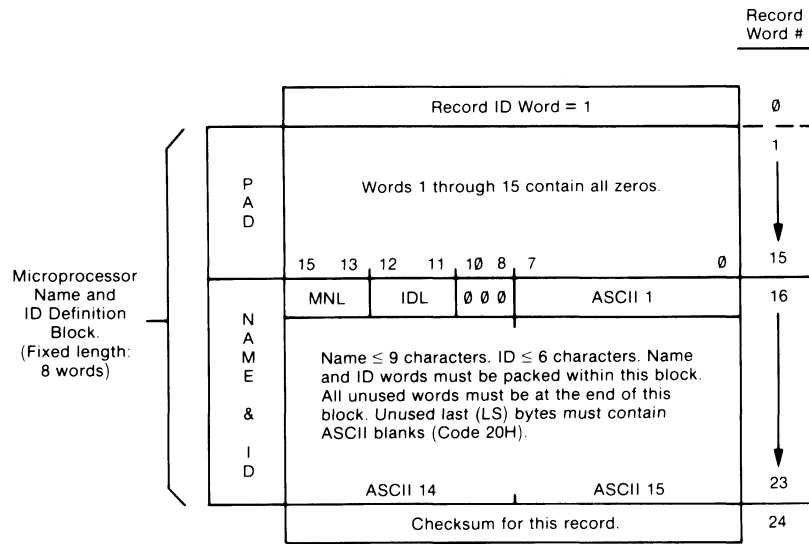 Record
Word #
Record ID Word = 1
Ø
1
P
A
D
Words 1 through 15 contain all zeros.
15 13 12 11 1Ø 8 7 Ø
15
Microprocessor
Name and
ID Definition
Block.
(Fixed length:
8 words)
MNL
IDL
Ø Ø Ø
ASCII 1
16
N
A
M
E
&
I
D
Name ≤ 9 characters. ID ≤ 6 characters. Name
and ID words must be packed within this block.
All unused words must be at the end of this
block. Unused last (LS) bytes must contain
ASCII blanks (Code 20H).
ASCII 14
ASCII 15
23
Checksum for this record.
24